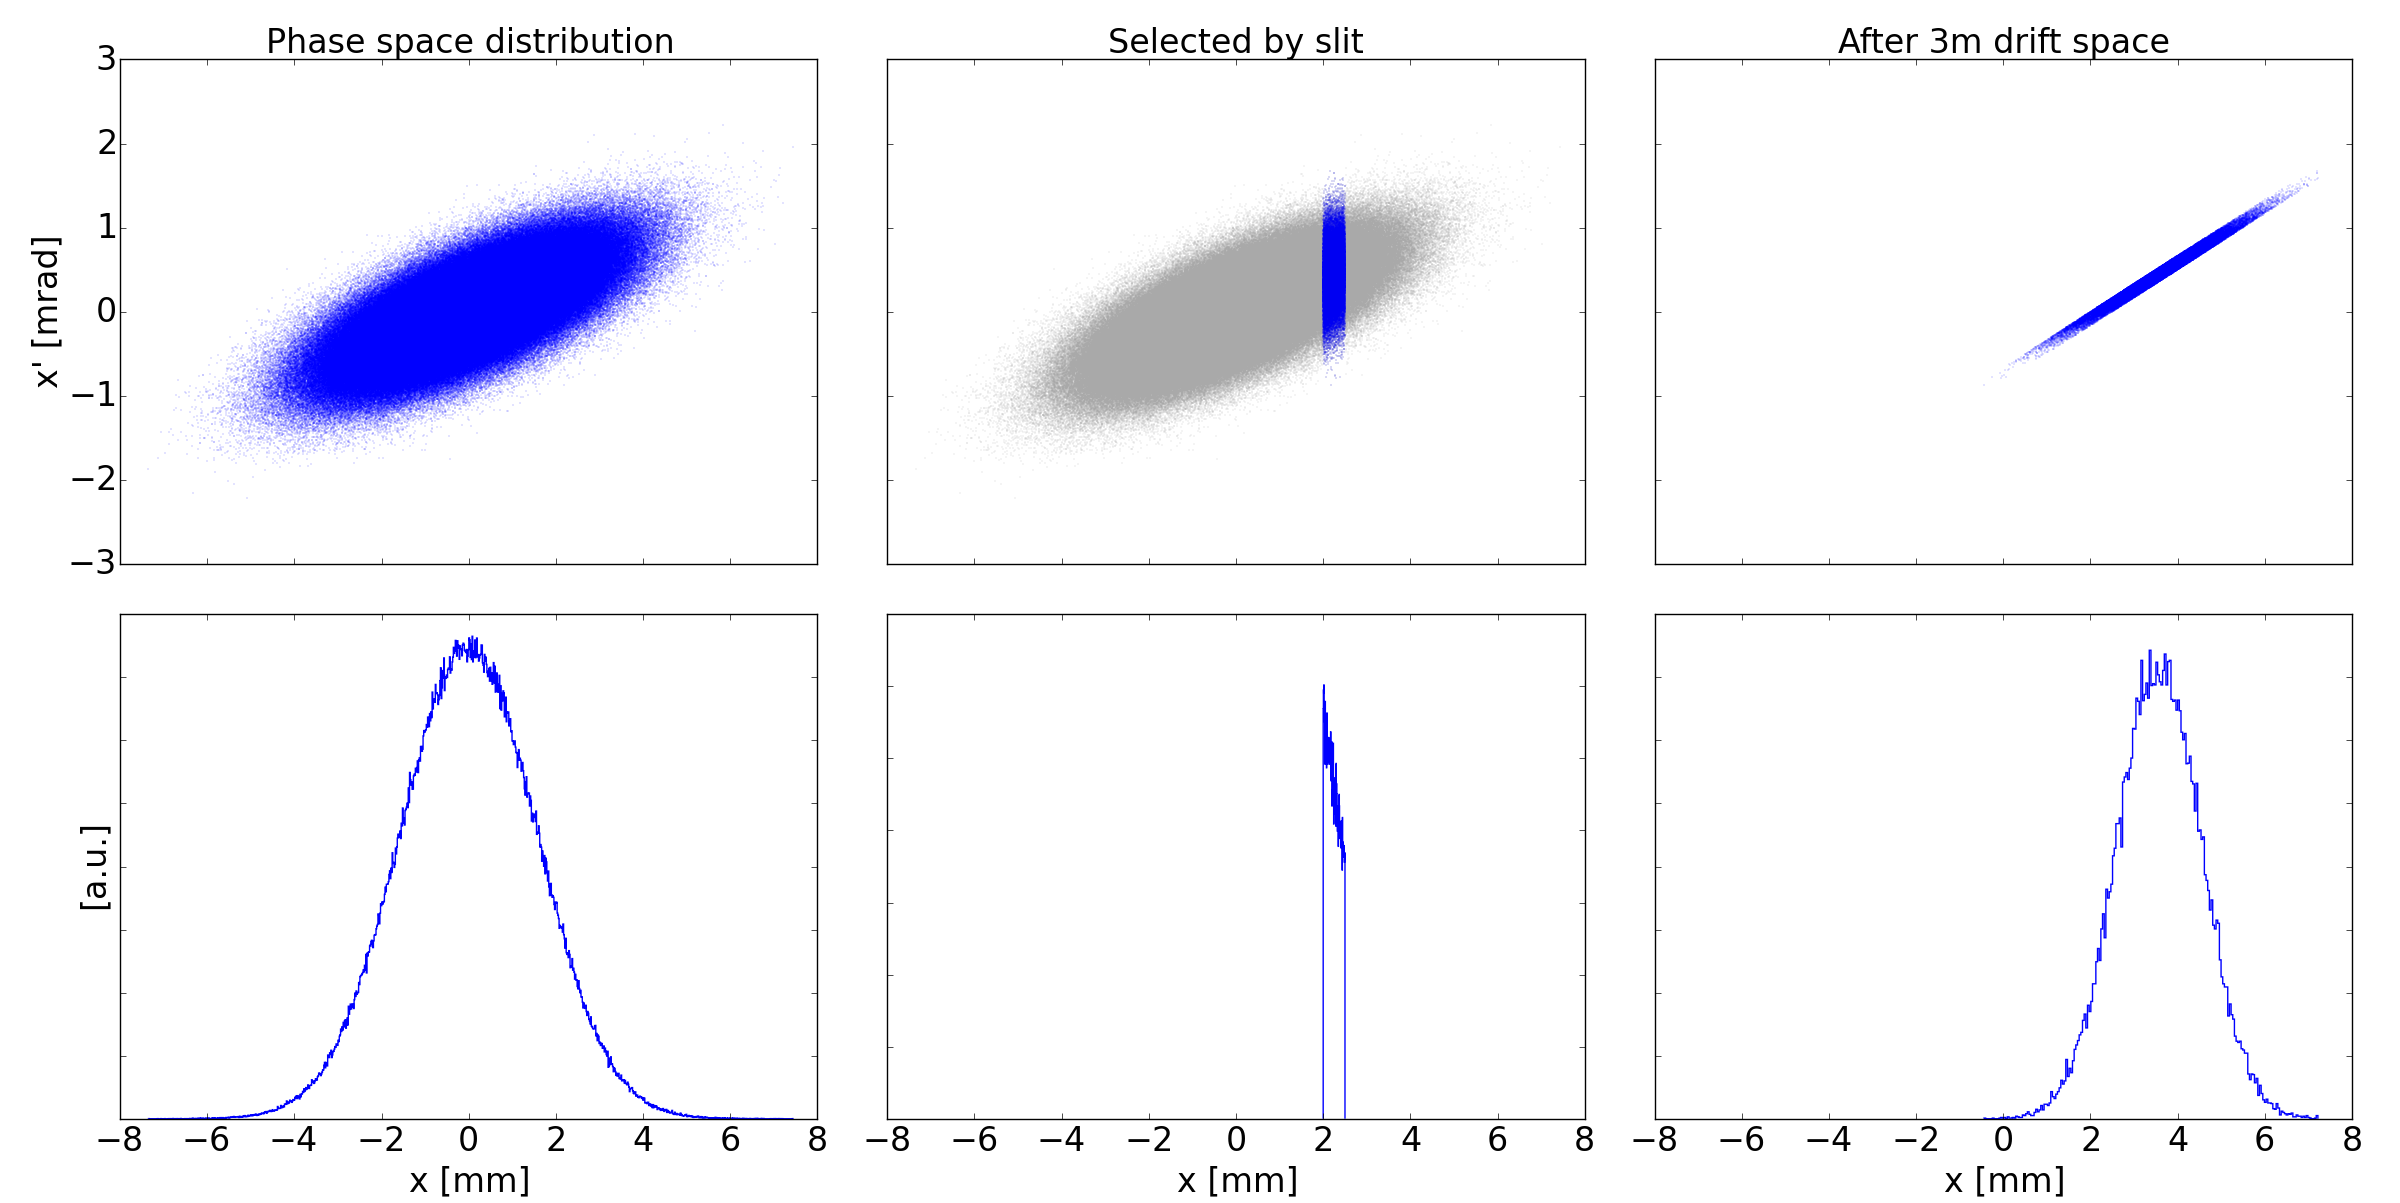 Phase space distribution
Selected by slit
After 3m drift space
3
2
1
0
−1
−2
−3
x' [mrad]
[a.u.]
−8 −6 −4 −2 0 2 4 6 8
−8 −6 −4 −2 0 2 4 6 8
−8 −6 −4 −2 0 2 4 6 8
x [mm]
x [mm]
x [mm]